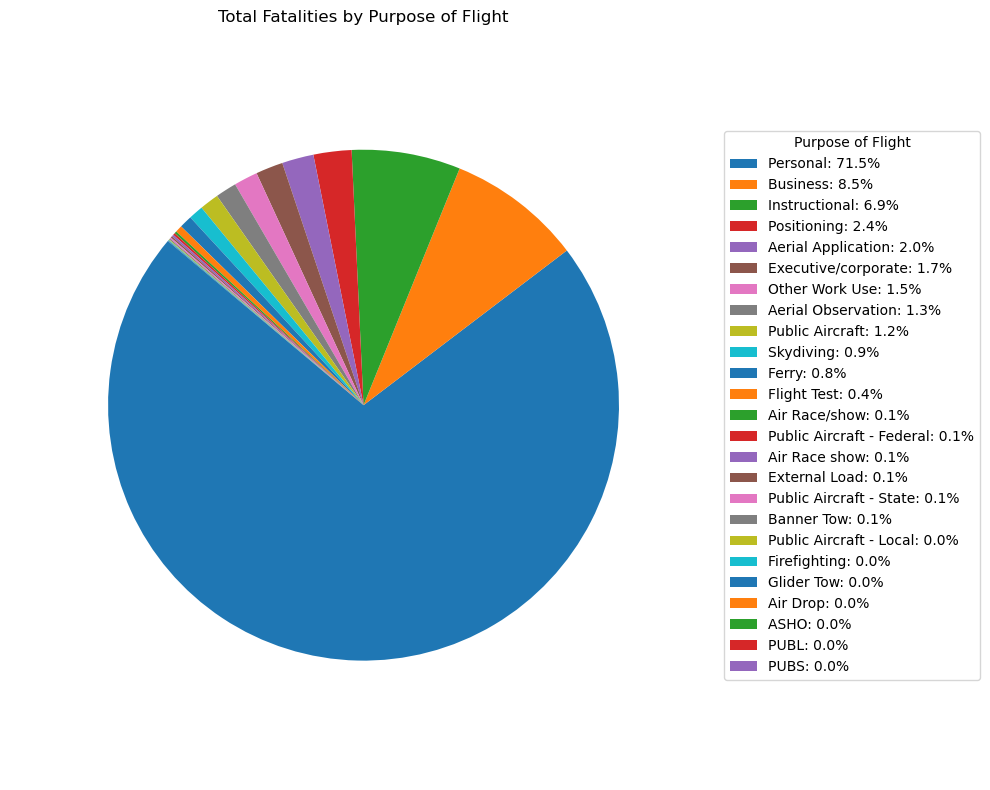 Total Fatalities by Purpose of Flight
Purpose of Flight
Personal: 71.5%
Business: 8.5%
Instructional: 6.9%
Positioning: 2.4%
Aerial Application: 2.0%
Executive/corporate: 1.7%
Other Work Use: 1.5%
Aerial Observation: 1.3%
Public Aircraft: 1.2%
Skydiving: 0.9%
Ferry: 0.8%
Flight Test: 0.4%
Air Race/show: 0.1%
Public Aircraft - Federal: 0.1%
Air Race show: 0.1%
External Load: 0.1%
Public Aircraft - State: 0.1%
Banner Tow: 0.1%
Public Aircraft - Local: 0.0%
Firefighting: 0.0%
Glider Tow: 0.0%
Air Drop: 0.0%
ASHO: 0.0%
PUBL: 0.0%
PUBS: 0.0%